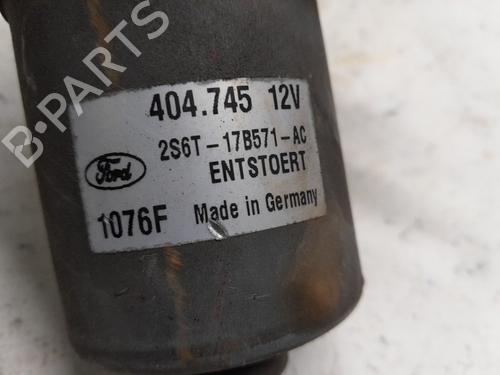 404.745 12V
2S6T-17B571-AC
Ford
ENTSTOERT
1076F Made in Germany
B-PARTS